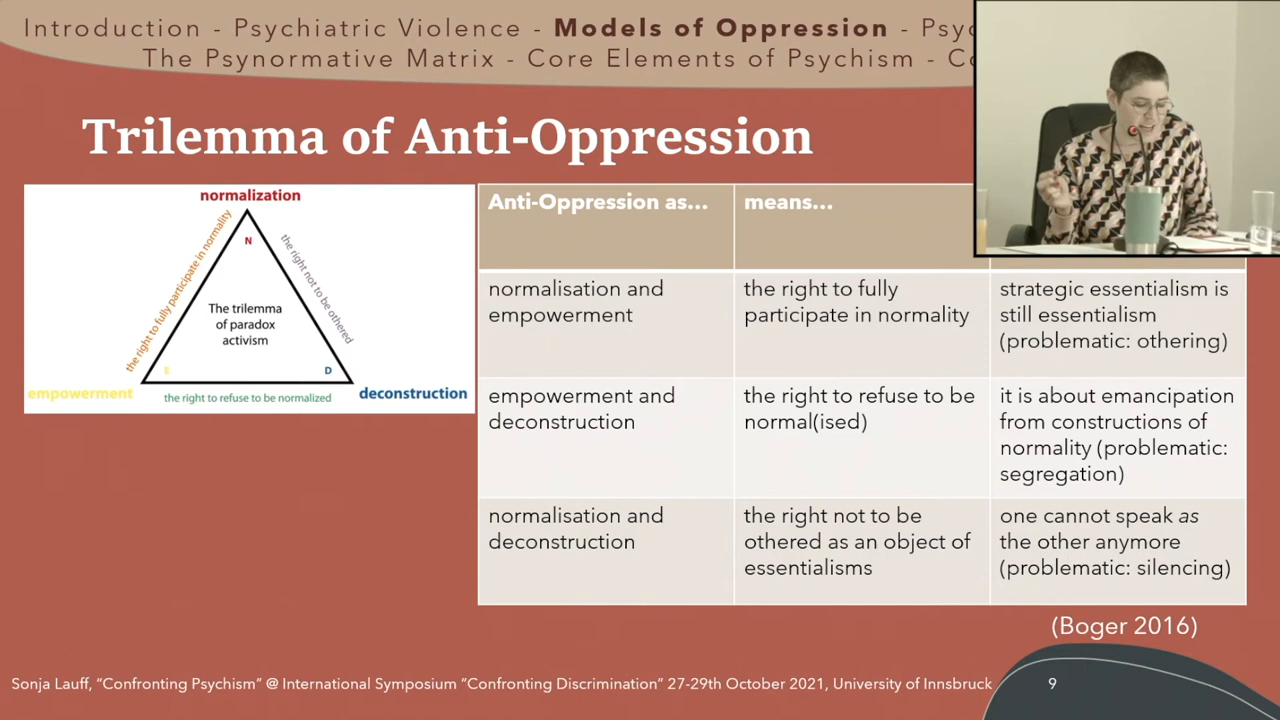 Introduction - Psychiatric Violence - Models of Oppression -
The Psynormative Matrix - Core Elements of Psychism -
Trilemma of Anti-Oppression
normalization
N
the right to fully participate in normality
the right not to be othered
The trilemma
of paradox
activism
E
D
empowerment
deconstruction
the right to refuse to be normalized
Anti-Oppression as...
means...
normalisation and
empowerment
the right to fully
participate in normality
strategic essentialism is
still essentialism
(problematic: othering)
empowerment and
deconstruction
the right to refuse to be
normal(ised)
it is about emancipation
from constructions of
normality (problematic:
segregation)
normalisation and
deconstruction
the right not to be
othered as an object of
essentialisms
one cannot speak as
the other anymore
(problematic: silencing)
(Boger 2016)
Sonja Lauff, "Confronting Psychism" @ International Symposium "Confronting Discrimination" 27-29th October 2021, University of Innsbruck
9